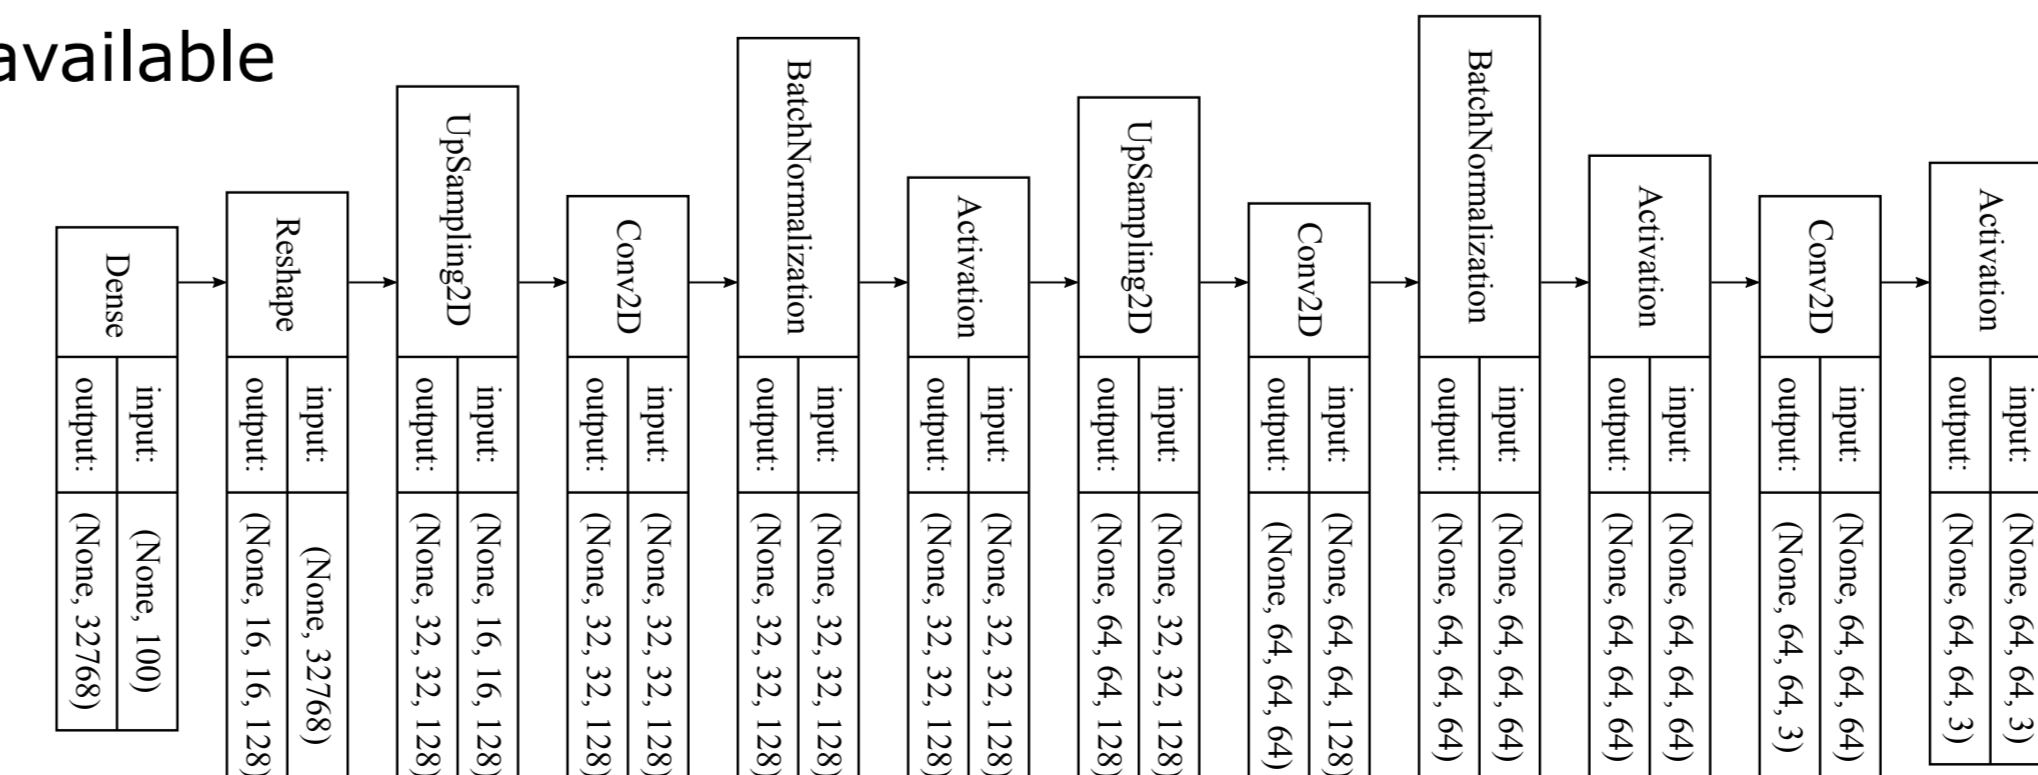 available
Dense
input: (None, 100)
output: (None, 32768)
Reshape
input: (None, 32768)
output: (None, 16, 16, 128)
UpSampling2D
input: (None, 16, 16, 128)
output: (None, 32, 32, 128)
Conv2D
input: (None, 32, 32, 128)
output: (None, 32, 32, 128)
BatchNormalization
input: (None, 32, 32, 128)
output: (None, 32, 32, 128)
Activation
input: (None, 32, 32, 128)
output: (None, 32, 32, 128)
UpSampling2D
input: (None, 32, 32, 128)
output: (None, 64, 64, 128)
Conv2D
input: (None, 64, 64, 128)
output: (None, 64, 64, 64)
BatchNormalization
input: (None, 64, 64, 64)
output: (None, 64, 64, 64)
Activation
input: (None, 64, 64, 64)
output: (None, 64, 64, 64)
Conv2D
input: (None, 64, 64, 64)
output: (None, 64, 64, 3)
Activation
input: (None, 64, 64, 3)
output: (None, 64, 64, 3)